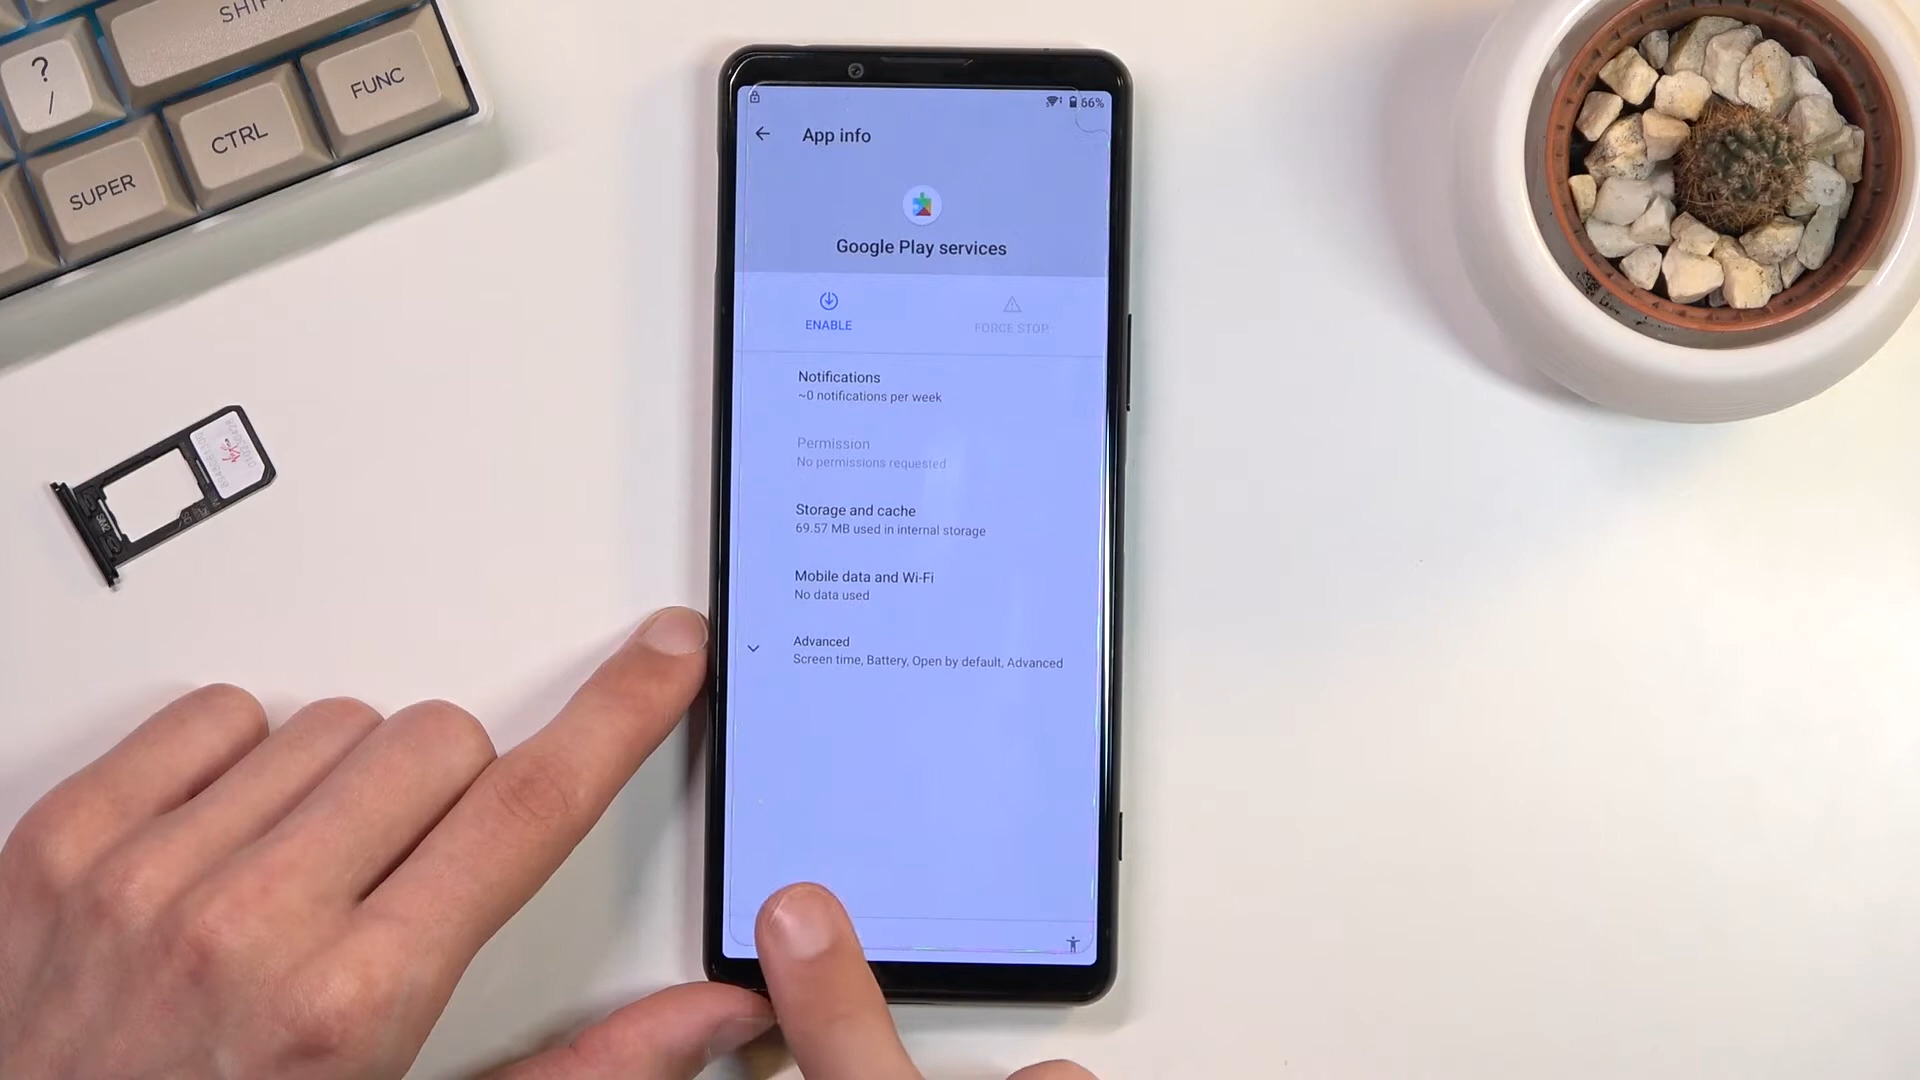 SHIFT
?
/
CTRL
FUNC
SUPER
66%
App info
Google Play services
ENABLE
FORCE STOP
Notifications
~0 notifications per week
Permission
No permissions requested
Storage and cache
69.57 MB used in internal storage
Mobile data and Wi-Fi
No data used
Advanced
Screen time, Battery, Open by default, Advanced
SIM2